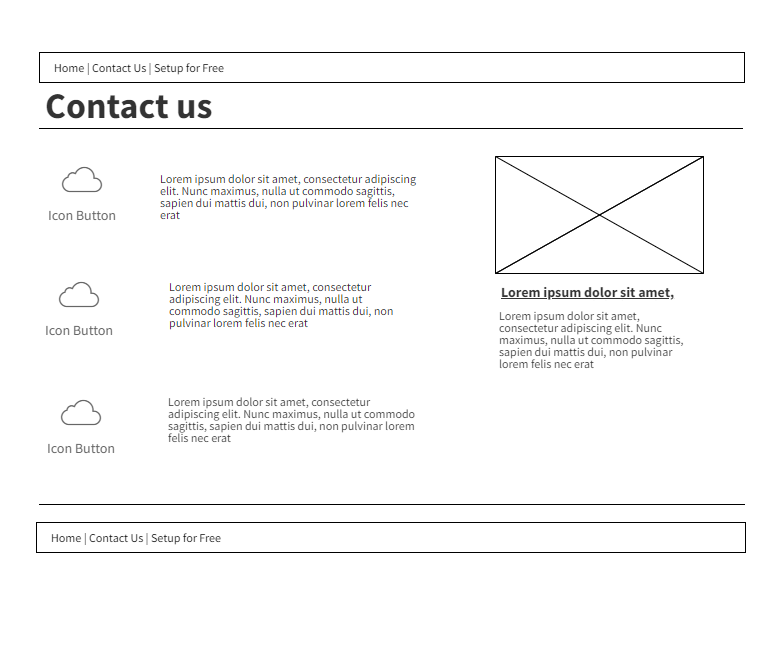 Home | Contact Us | Setup for Free
Contact us
Icon Button
Lorem ipsum dolor sit amet, consectetur adipiscing
elit. Nunc maximus, nulla ut commodo sagittis,
sapien dui mattis dui, non pulvinar lorem felis nec
erat
Icon Button
Lorem ipsum dolor sit amet, consectetur
adipiscing elit. Nunc maximus, nulla ut
commodo sagittis, sapien dui mattis dui, non
pulvinar lorem felis nec erat
Icon Button
Lorem ipsum dolor sit amet, consectetur
adipiscing elit. Nunc maximus, nulla ut commodo
sagittis, sapien dui mattis dui, non pulvinar lorem
felis nec erat
Lorem ipsum dolor sit amet,
Lorem ipsum dolor sit amet,
consectetur adipiscing elit. Nunc
maximus, nulla ut commodo sagittis,
sapien dui mattis dui, non pulvinar
lorem felis nec erat
Home | Contact Us | Setup for Free